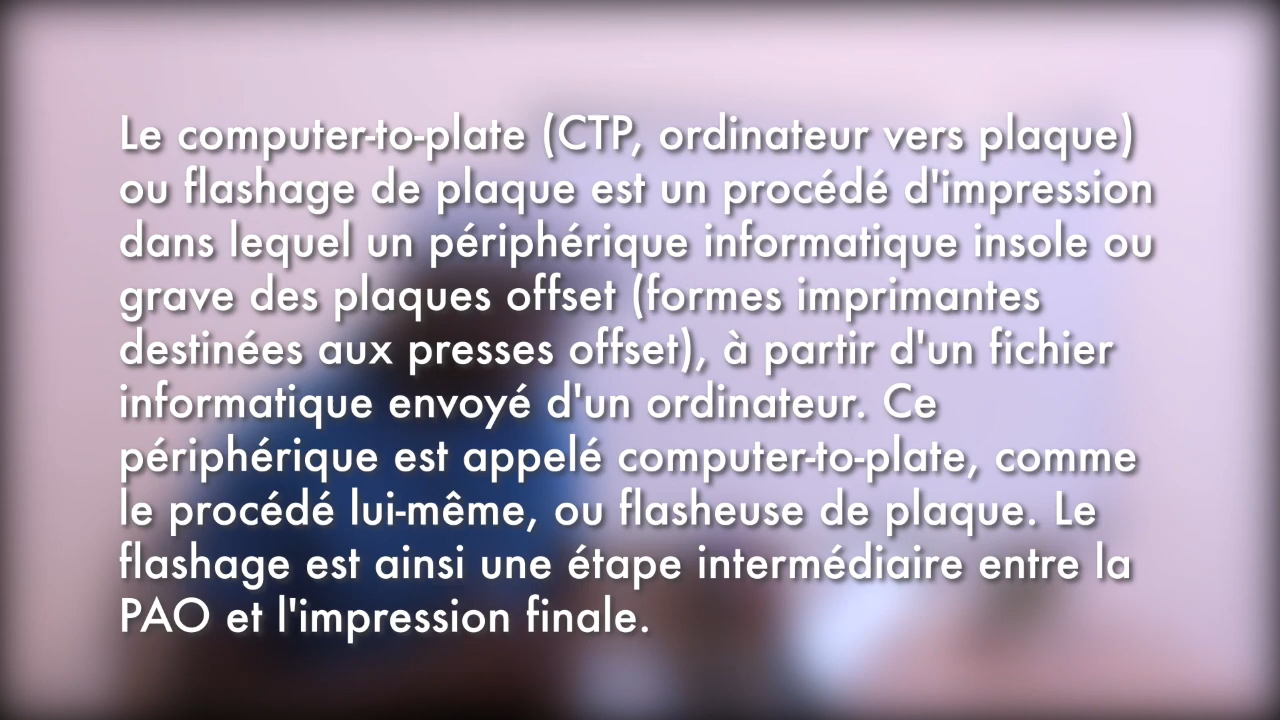 Le computer-to-plate (CTP, ordinateur vers plaque)
ou flashage de plaque est un procédé d'impression
dans lequel un périphérique informatique insole ou
grave des plaques offset (formes imprimantes
destinées aux presses offset), à partir d'un fichier
informatique envoyé d'un ordinateur. Ce
périphérique est appelé computer-to-plate, comme
le procédé lui-même, ou flasheuse de plaque. Le
flashage est ainsi une étape intermédiaire entre la
PAO et l'impression finale.